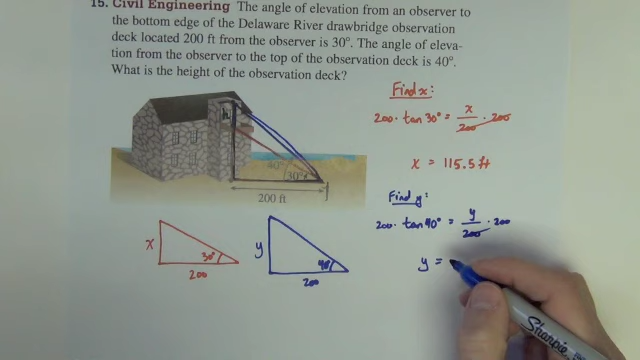 15. Civil Engineering The angle of elevation from an observer to
the bottom edge of the Delaware River drawbridge observation
deck located 200 ft from the observer is 30°. The angle of eleva-
tion from the observer to the top of the observation deck is 40°.
What is the height of the observation deck?
Find x:
200 · tan 30° = x/200 · 200
x = 115.5 ft
h
40°
30°
200 ft
Find y:
200 · tan 40° = y/200 · 200
y =
x
30°
200
y
40°
200
Sharpie